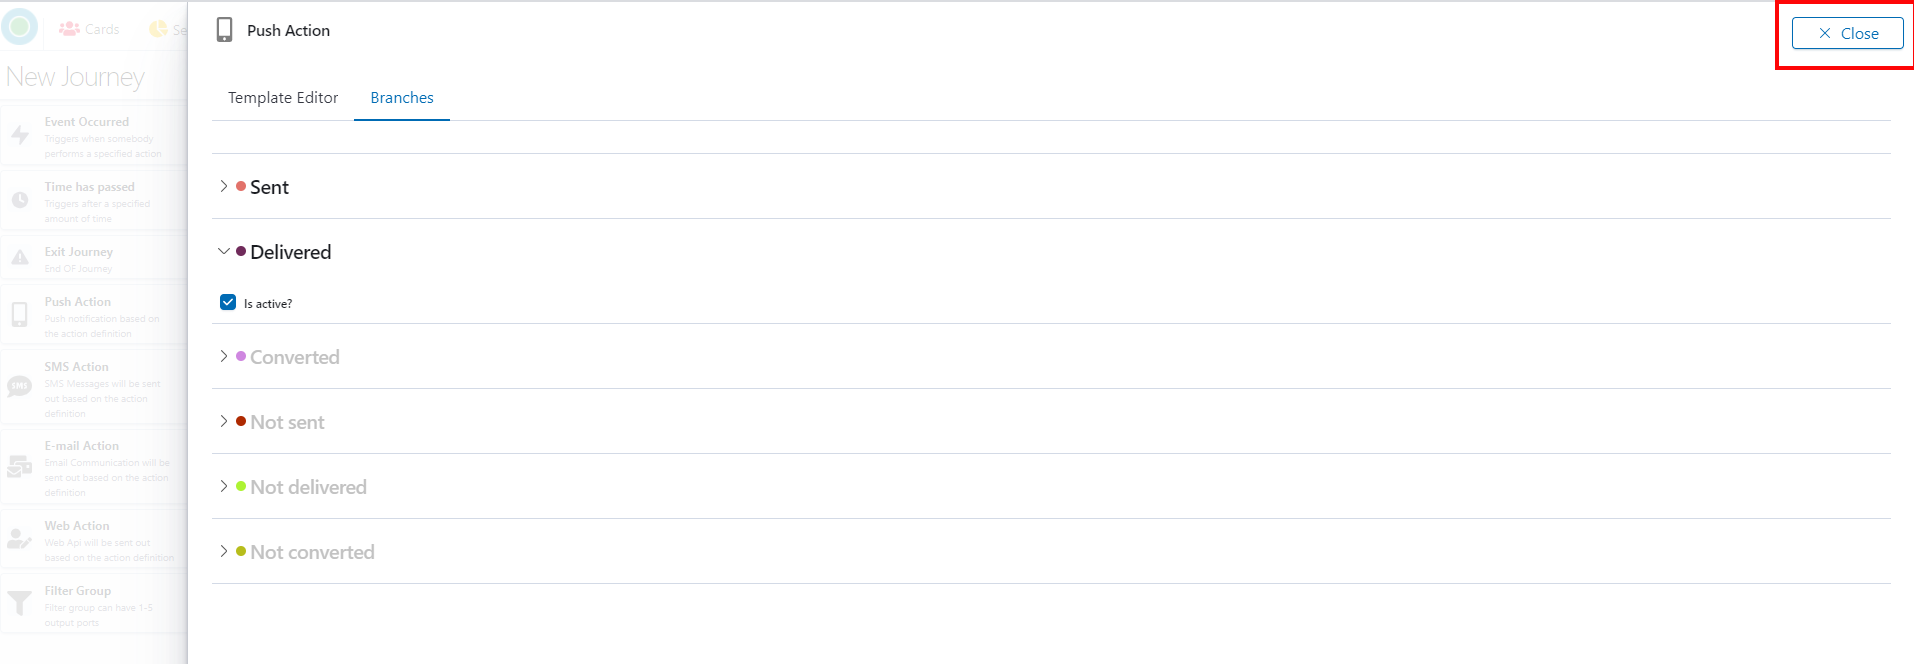 Cards
Se
New Journey
Event Occurred
Triggers when somebody
performs a specified action
Time has passed
Triggers after a specified
amount of time
Exit Journey
End OF Journey
Push Action
Push notification based on
the action definition
SMS Action
SMS
SMS Messages will be sent
out based on the action
definition
E-mail Action
Email Communication will be
sent out based on the action
definition
Web Action
Web Api will be sent out
based on the action definition
Filter Group
Filter group can have 1-5
output ports
Push Action
Close
Template Editor
Branches
Sent
Delivered
Is active?
Converted
Not sent
Not delivered
Not converted